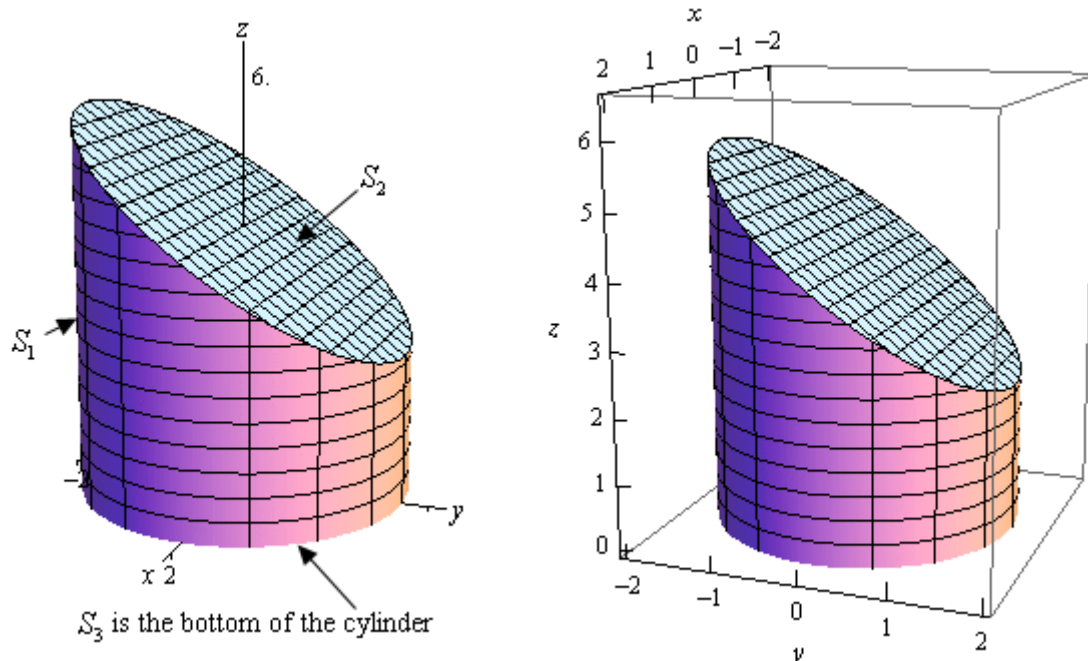 z
6.
S₂
S₁
–2
y
x 2
S₃ is the bottom of the cylinder
x
2 1 0 –1 –2
6
5
4
z
3
2
1
0
–2 –1 0 1 2
y